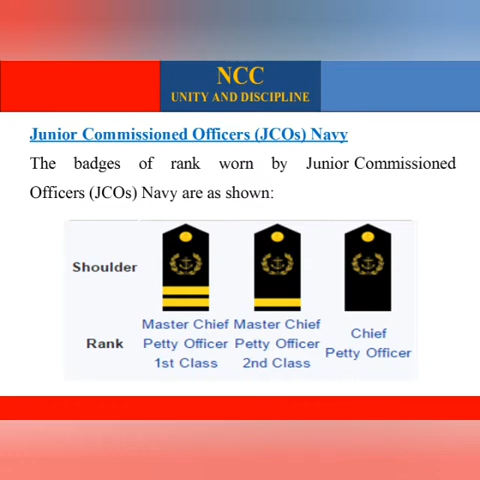 NCC
UNITY AND DISCIPLINE
Junior Commissioned Officers (JCOs) Navy
The badges of rank worn by Junior Commissioned
Officers (JCOs) Navy are as shown:
Shoulder
Rank
Master Chief
Petty Officer
1st Class
Master Chief
Petty Officer
2nd Class
Chief
Petty Officer